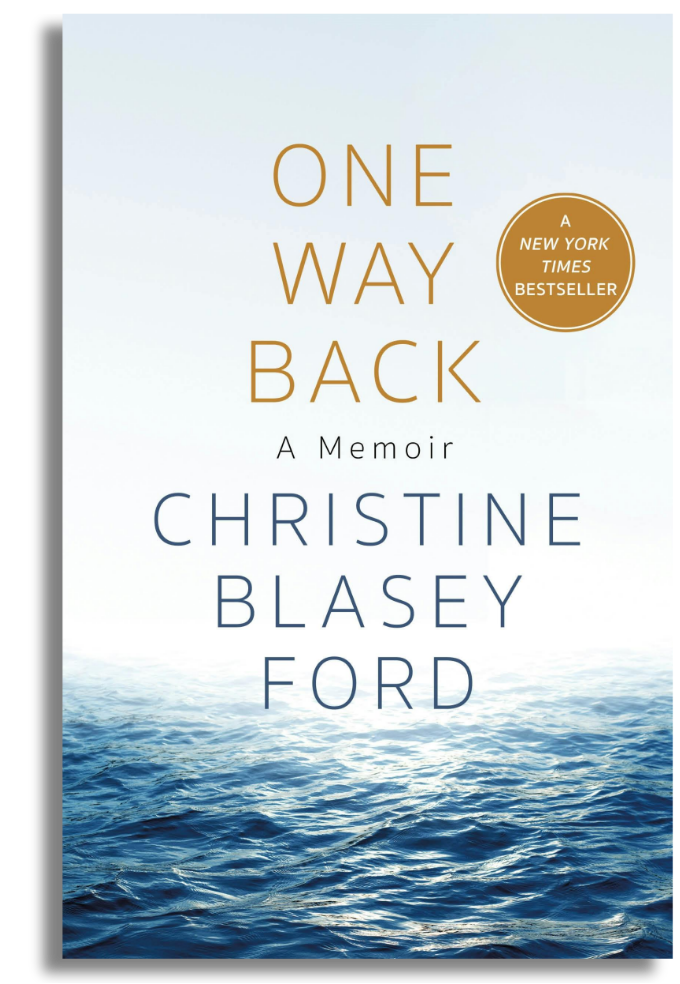 ONE
WAY
BACK
A
NEW YORK
TIMES
BESTSELLER
A Memoir
CHRISTINE
BLASEY
FORD